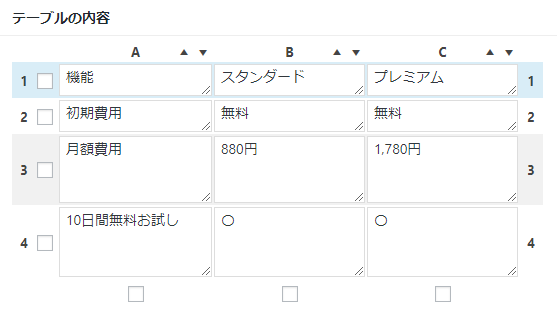 テーブルの内容
A ▲ ▼ B ▲ ▼ C ▲ ▼
1 機能 スタンダード プレミアム 1
2 初期費用 無料 無料 2
3 月額費用 880円 1,780円 3
4 10日間無料お試し 〇 〇 4